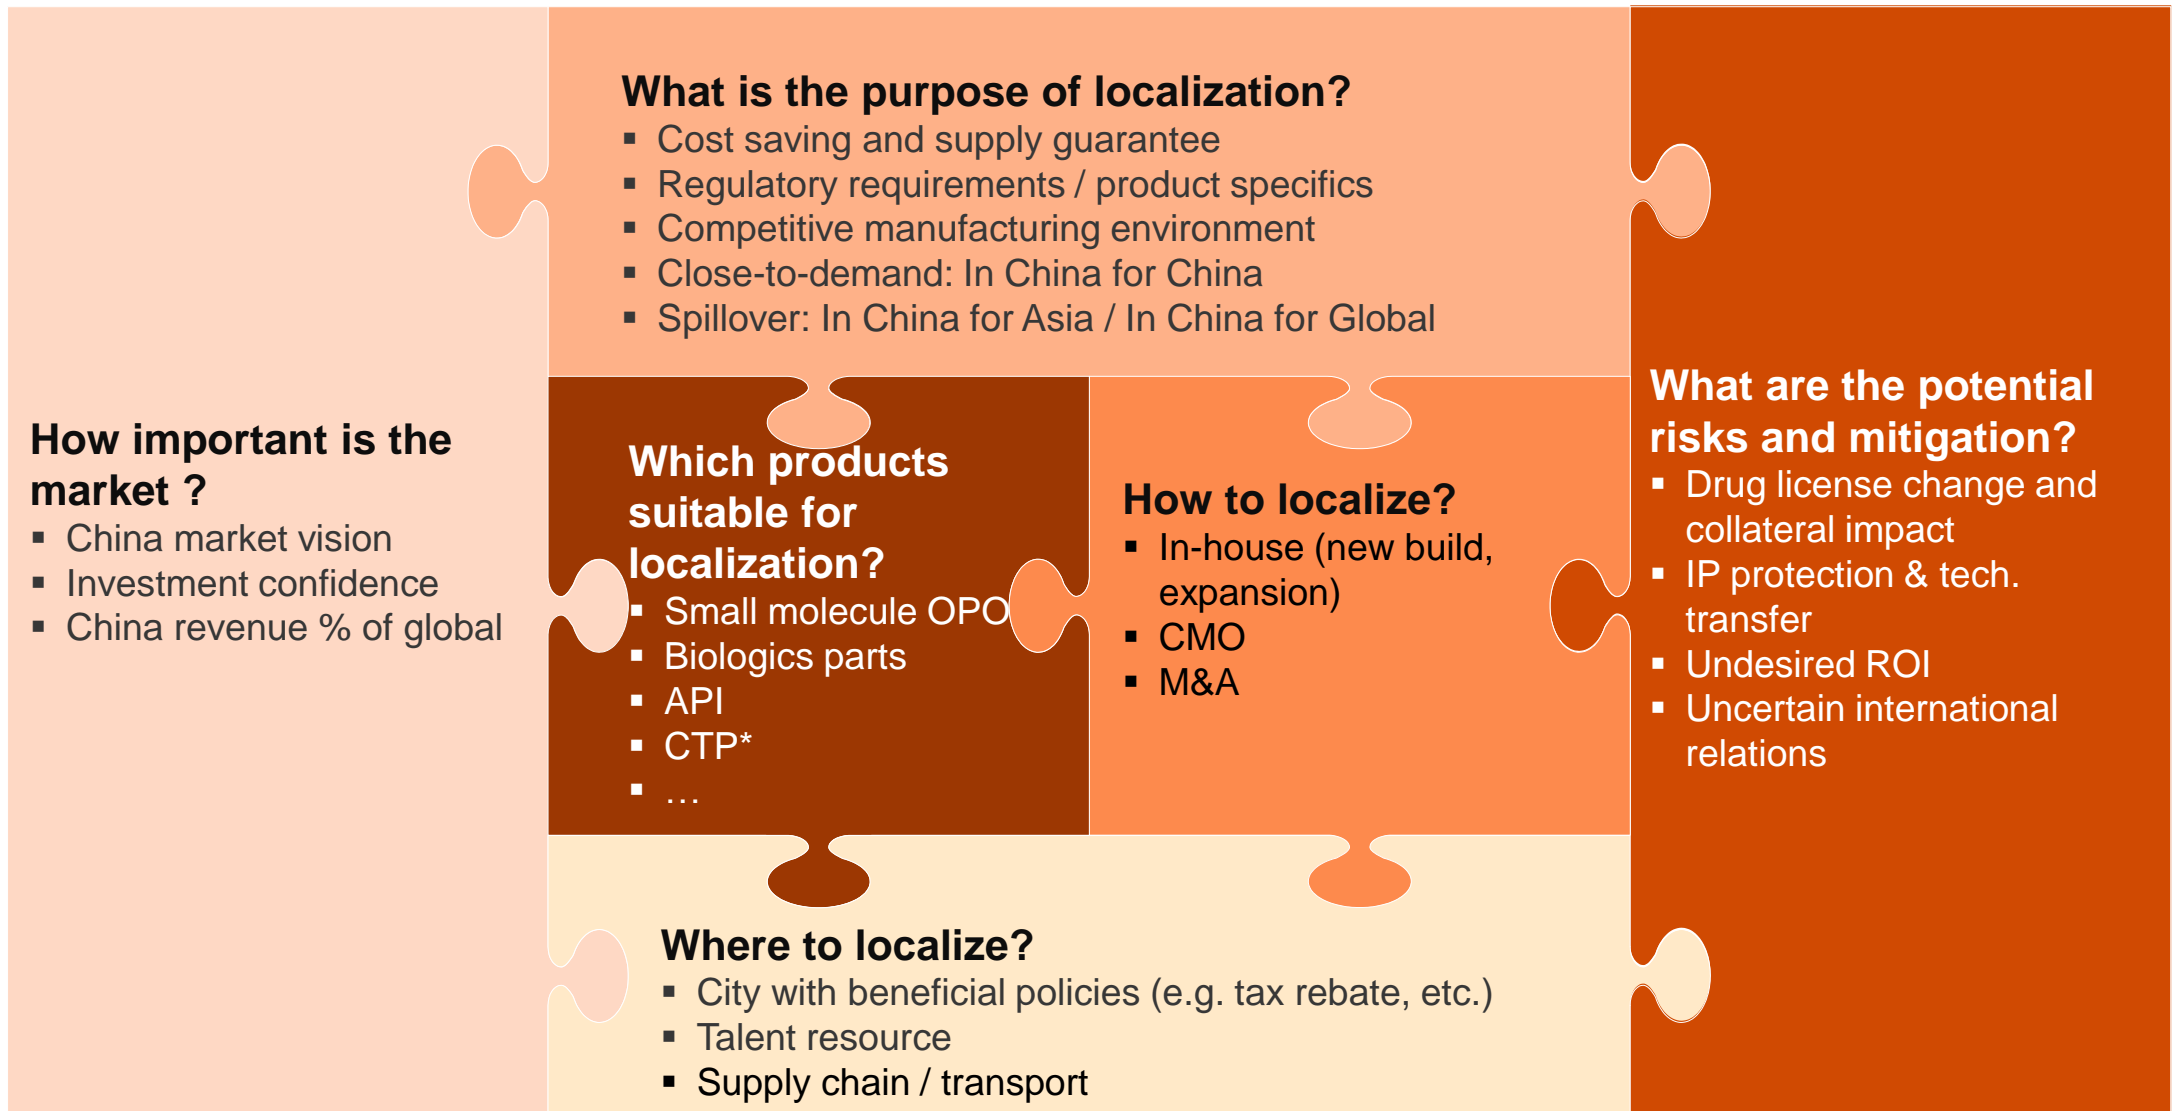 What is the purpose of localization?
▪ Cost saving and supply guarantee
▪ Regulatory requirements / product specifics
▪ Competitive manufacturing environment
▪ Close-to-demand: In China for China
▪ Spillover: In China for Asia / In China for Global
How important is the
market ?
▪ China market vision
▪ Investment confidence
▪ China revenue % of global
Which products
suitable for
localization?
▪ Small molecule OPO
▪ Biologics parts
▪ API
▪ CTP*
▪ …
How to localize?
▪ In-house (new build,
expansion)
▪ CMO
▪ M&A
What are the potential
risks and mitigation?
▪ Drug license change and
collateral impact
▪ IP protection & tech.
transfer
▪ Undesired ROI
▪ Uncertain international
relations
Where to localize?
▪ City with beneficial policies (e.g. tax rebate, etc.)
▪ Talent resource
▪ Supply chain / transport